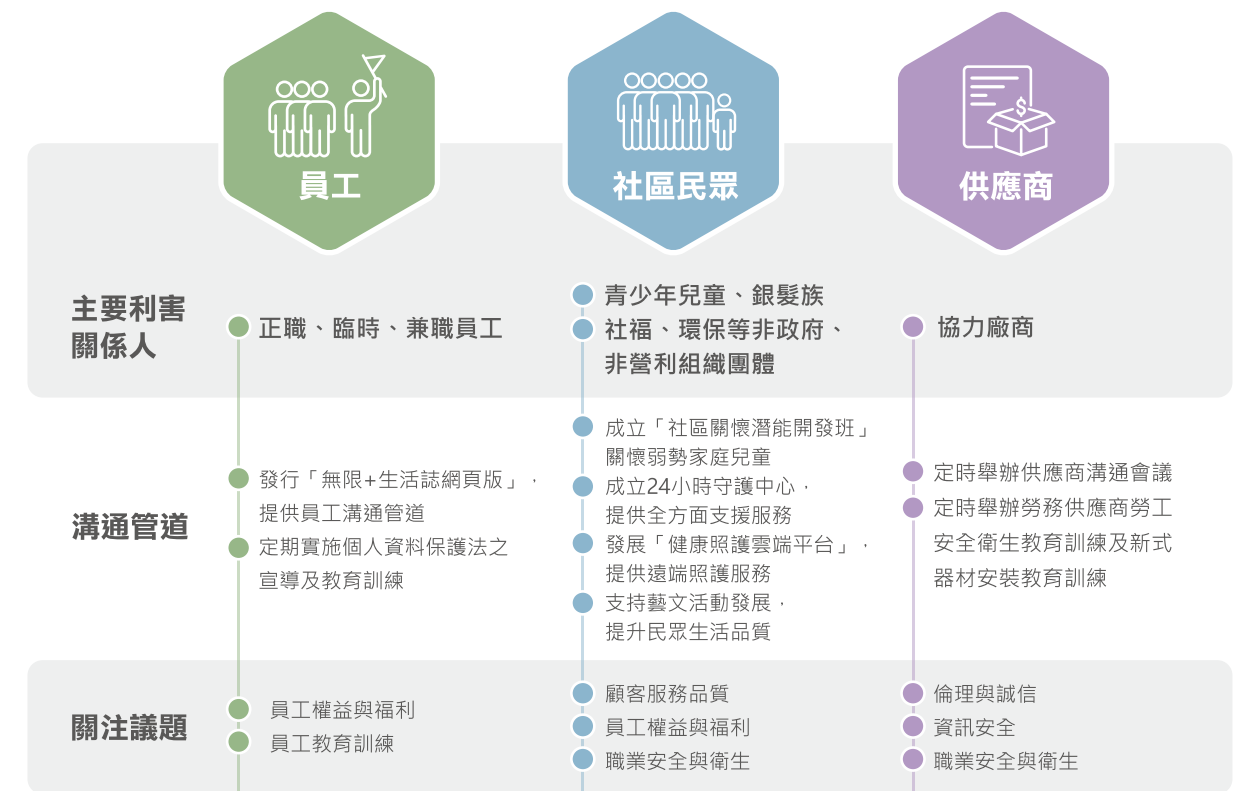 員工
社區民眾
供應商
主要利害
關係人
正職、臨時、兼職員工
青少年兒童、銀髮族
社福、環保等非政府、
非營利組織團體
協力廠商
溝通管道
發行「無限+生活誌網頁版」，
提供員工溝通管道
定期實施個人資料保護法之
宣導及教育訓練
成立「社區關懷潛能開發班」
關懷弱勢家庭兒童
成立24小時守護中心，
提供全方面支援服務
發展「健康照護雲端平台」，
提供遠端照護服務
支持藝文活動發展，
提升民眾生活品質
定時舉辦供應商溝通會議
定時舉辦勞務供應商勞工
安全衛生教育訓練及新式
器材安裝教育訓練
關注議題
員工權益與福利
員工教育訓練
顧客服務品質
員工權益與福利
職業安全與衛生
倫理與誠信
資訊安全
職業安全與衛生